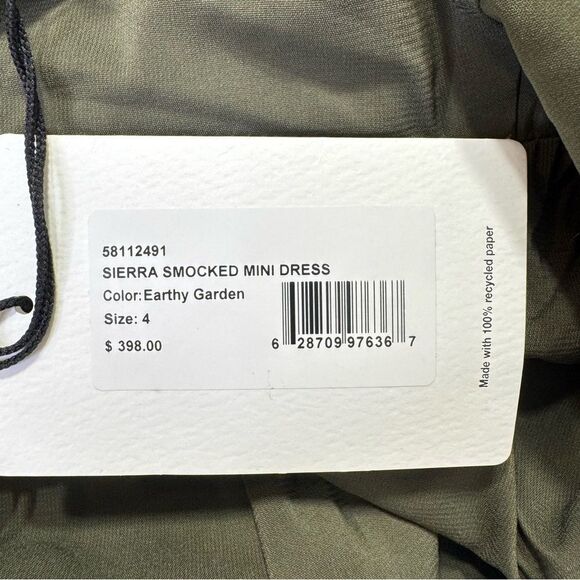 58112491
SIERRA SMOCKED MINI DRESS
Color:Earthy Garden
Size: 4
$ 398.00
6 28709 97636 7
Made with 100% recycled paper